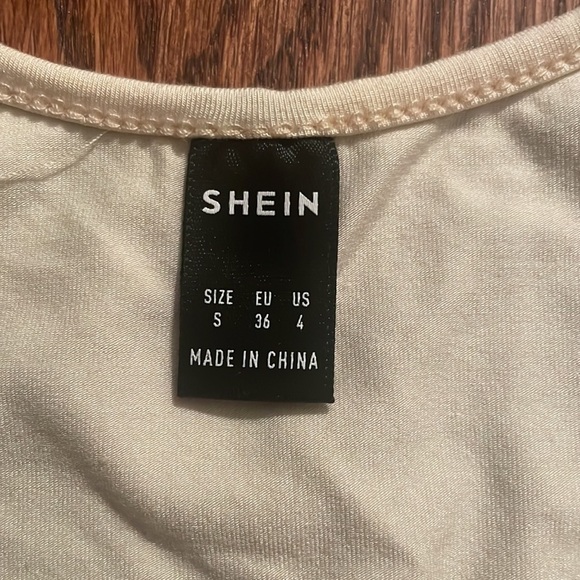 SHEIN
SIZE EU US
S 36 4
MADE IN CHINA